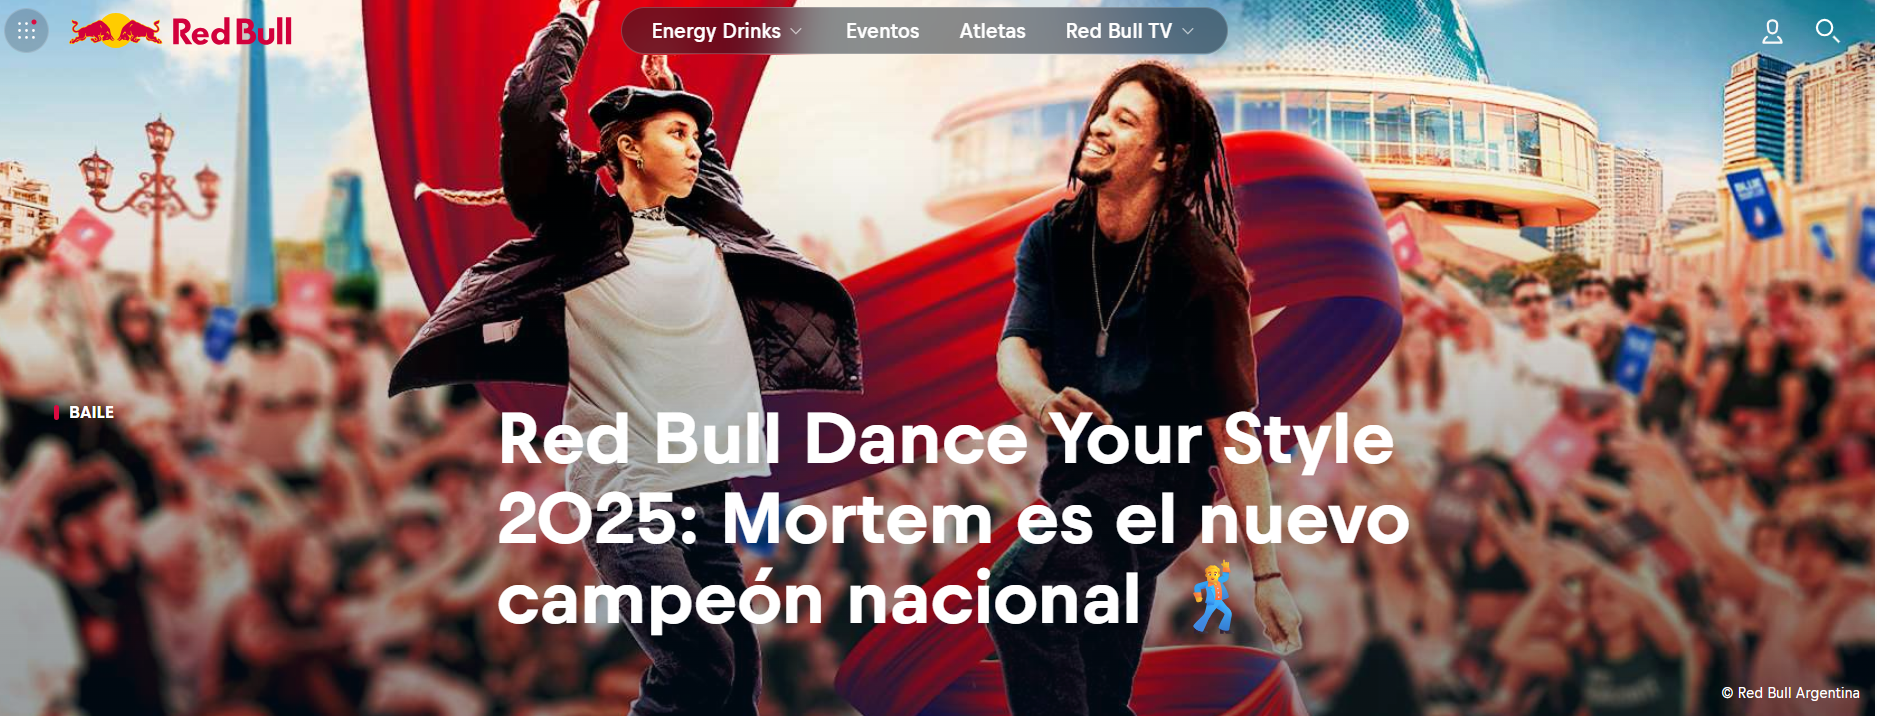 Red Bull
Energy Drinks
Eventos
Atletas
Red Bull TV
BAILE
Red Bull Dance Your Style
2025: Mortem es el nuevo
campeón nacional
© Red Bull Argentina